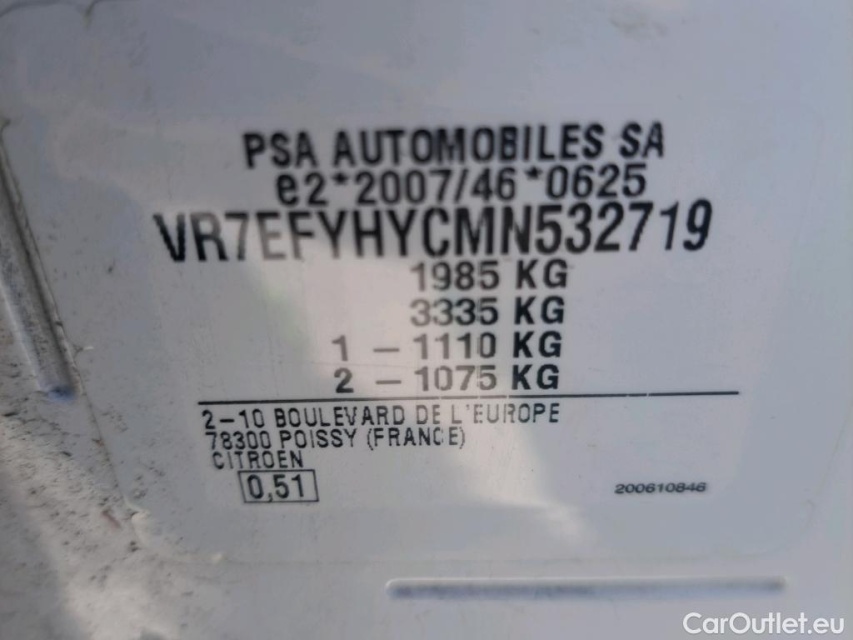 PSA AUTOMOBILES SA
e2*2007/46*0625
VR7EFYHYCMN532719
1985 KG
3335 KG
1 – 1110 KG
2 – 1075 KG
2–10 BOULEVARD DE L'EUROPE
78300 POISSY (FRANCE)
CITROEN
0,51
200610846
CarOutlet.eu